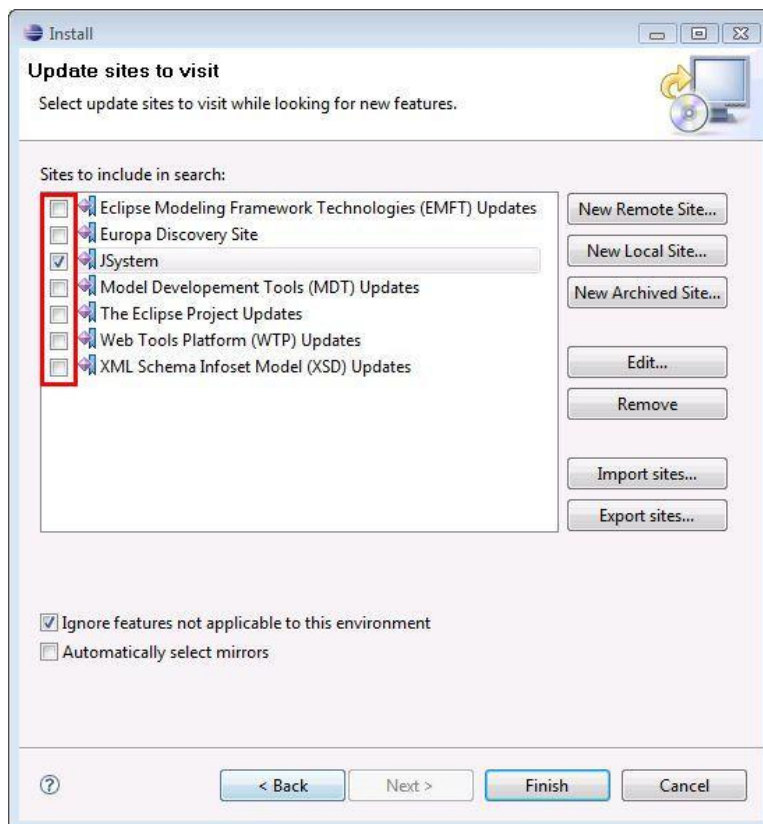 Install
Update sites to visit
Select update sites to visit while looking for new features.
Sites to include in search:
Eclipse Modeling Framework Technologies (EMFT) Updates
Europa Discovery Site
JSystem
Model Developement Tools (MDT) Updates
The Eclipse Project Updates
Web Tools Platform (WTP) Updates
XML Schema Infoset Model (XSD) Updates
New Remote Site...
New Local Site...
New Archived Site...
Edit...
Remove
Import sites...
Export sites...
Ignore features not applicable to this environment
Automatically select mirrors
?
< Back
Next >
Finish
Cancel